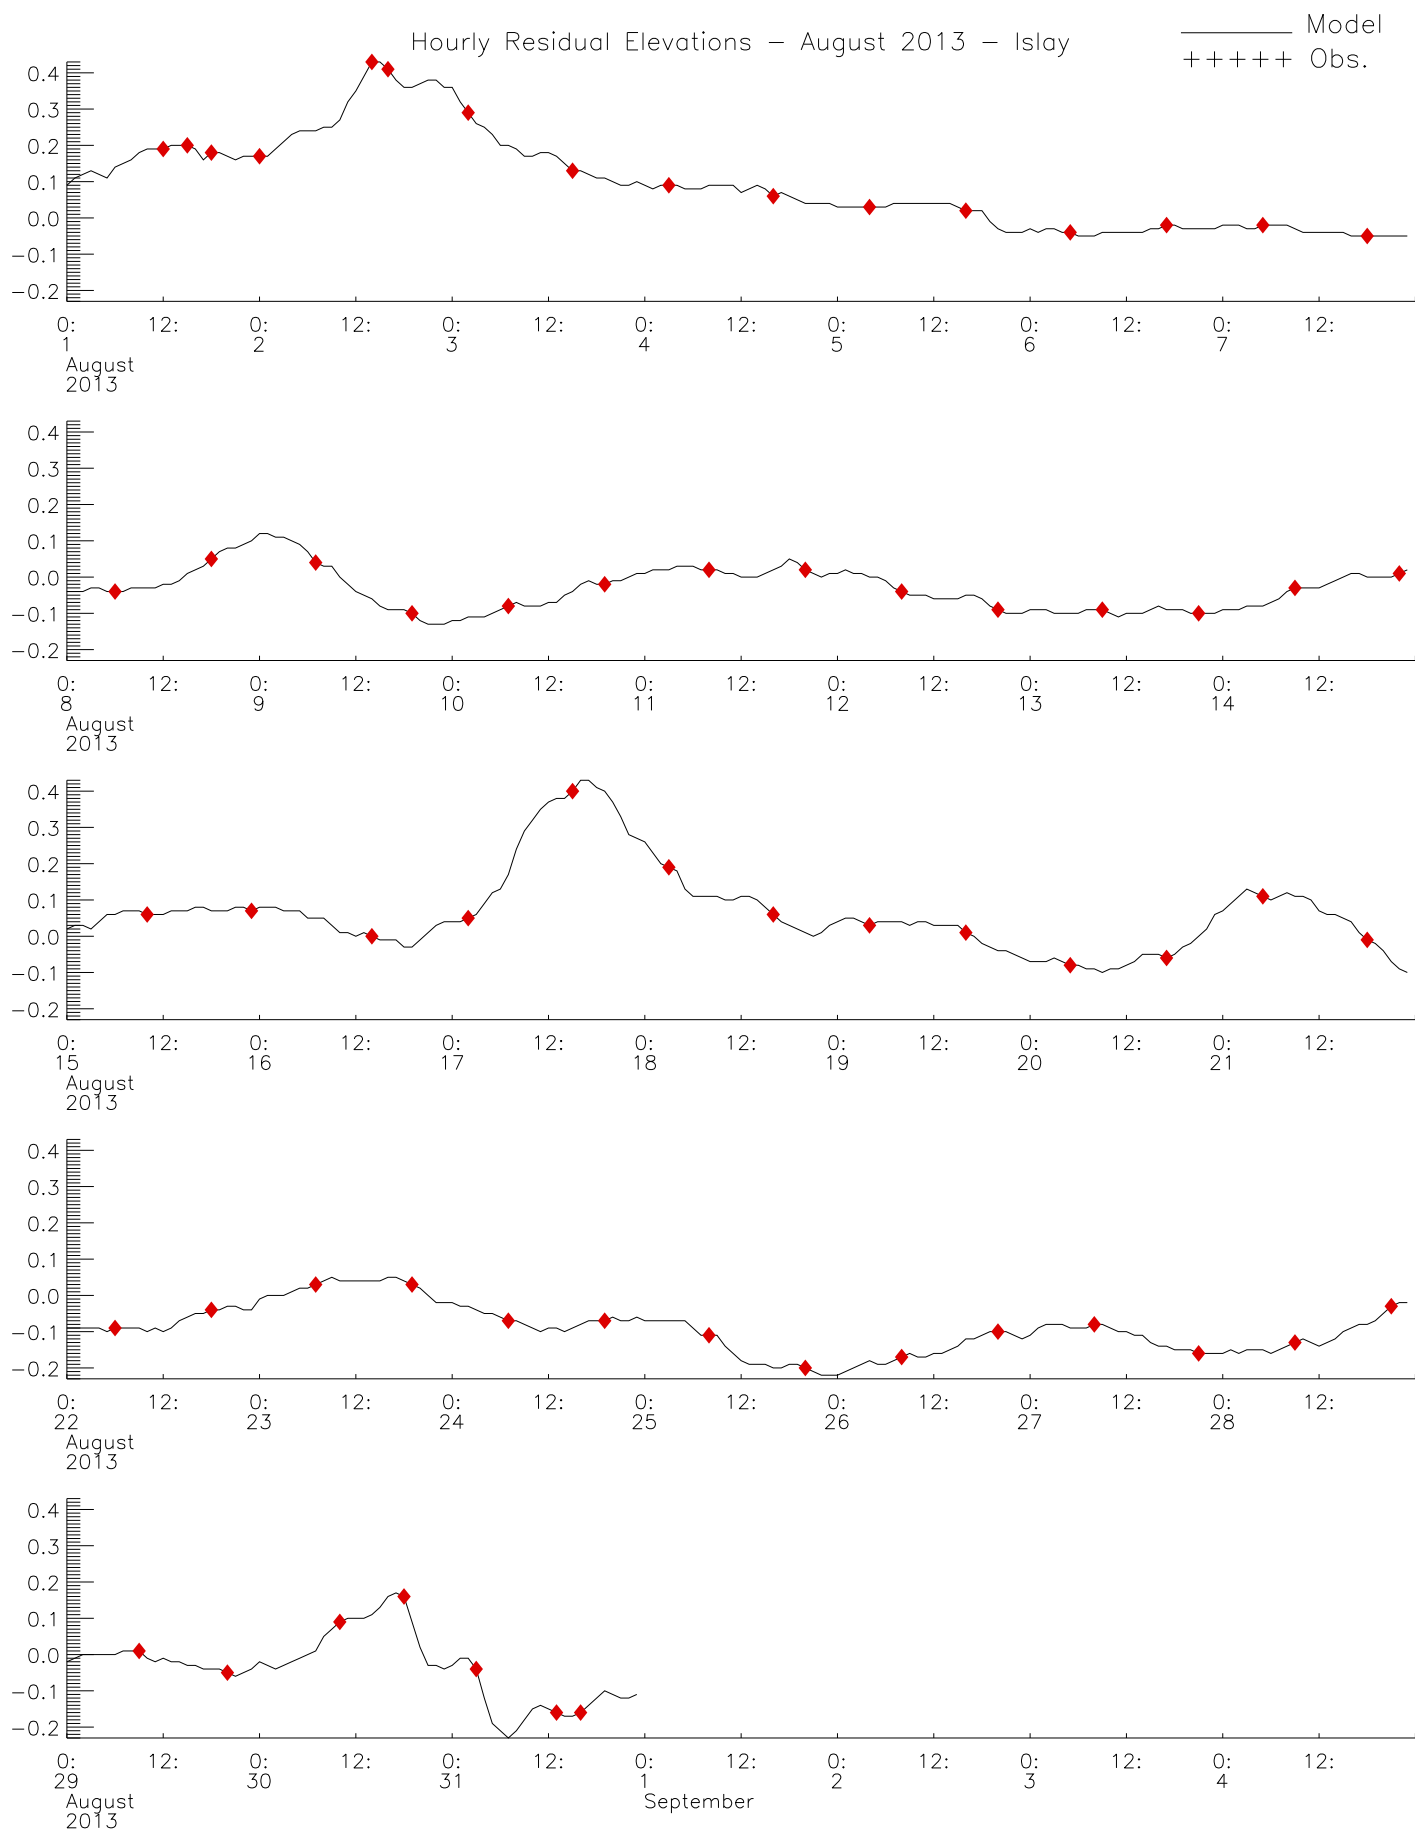 Hourly Residual Elevations – August 2013 – Islay
Model
+++++ Obs.
0.4
0.3
0.2
0.1
0.0
−0.1
−0.2
0: 12: 0: 12: 0: 12: 0: 12: 0: 12: 0: 12: 0: 12:
1 2 3 4 5 6 7
August
2013
0.4
0.3
0.2
0.1
0.0
−0.1
−0.2
0: 12: 0: 12: 0: 12: 0: 12: 0: 12: 0: 12: 0: 12:
8 9 10 11 12 13 14
August
2013
0.4
0.3
0.2
0.1
0.0
−0.1
−0.2
0: 12: 0: 12: 0: 12: 0: 12: 0: 12: 0: 12: 0: 12:
15 16 17 18 19 20 21
August
2013
0.4
0.3
0.2
0.1
0.0
−0.1
−0.2
0: 12: 0: 12: 0: 12: 0: 12: 0: 12: 0: 12: 0: 12:
22 23 24 25 26 27 28
August
2013
0.4
0.3
0.2
0.1
0.0
−0.1
−0.2
0: 12: 0: 12: 0: 12: 0: 12: 0: 12: 0: 12: 0: 12:
29 30 31 1 2 3 4
August September
2013